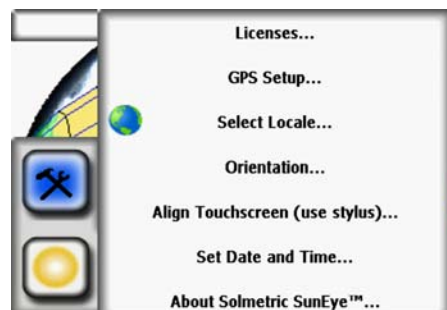 Licenses...
GPS Setup...
Select Locale...
Orientation...
Align Touchscreen (use stylus)...
Set Date and Time...
About Solmetric SunEye™...